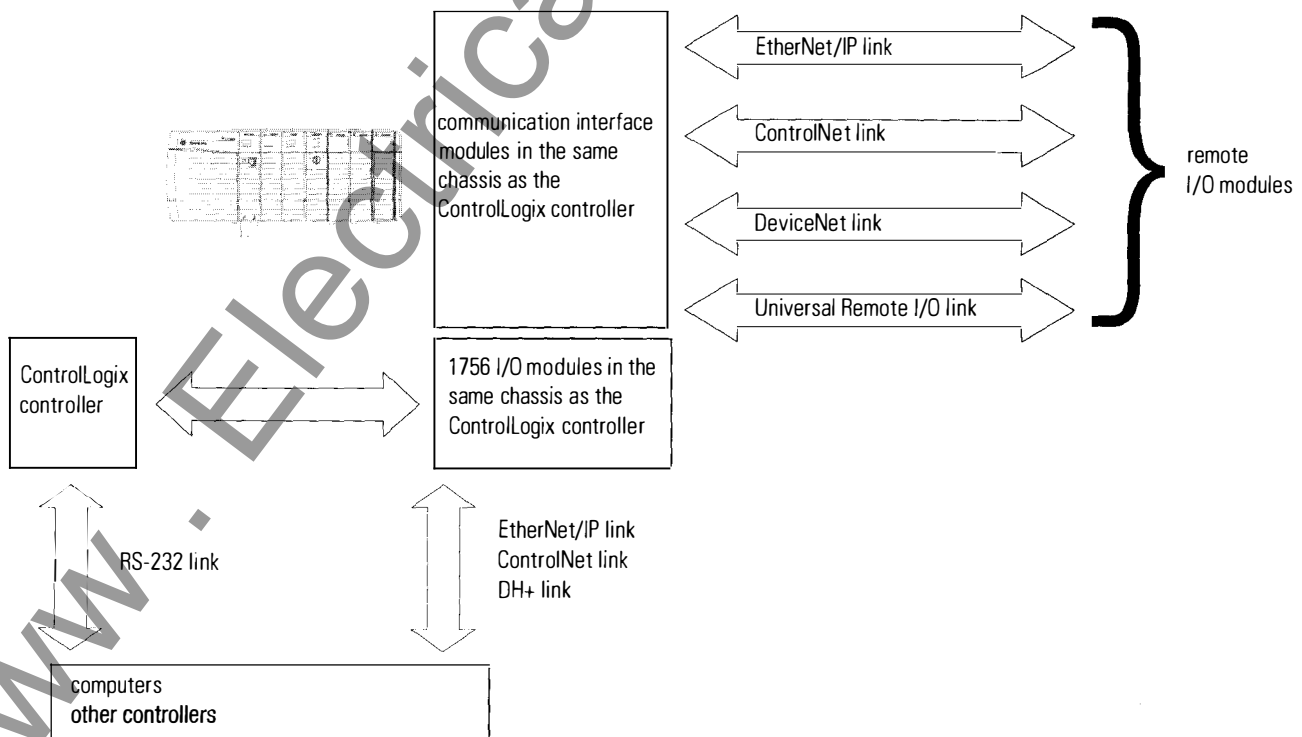 EtherNet/IP link
communication interface
modules in the same
chassis as the
ControlLogix controller
ControlNet link
remote
I/O modules
DeviceNet link
Universal Remote I/O link
ControlLogix
controller
1756 I/O modules in the
same chassis as the
ControlLogix controller
RS-232 link
EtherNet/IP link
ControlNet link
DH+ link
computers
other controllers
ww . Electrica